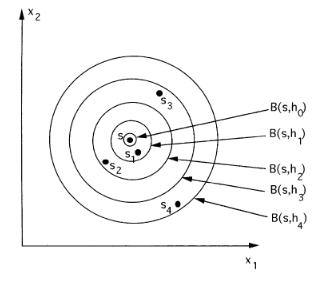 x₂
s₃
B(s,h₀)
s
B(s,h₁)
s₁
s₂
B(s,h₂)
B(s,h₃)
s₄
B(s,h₄)
x₁